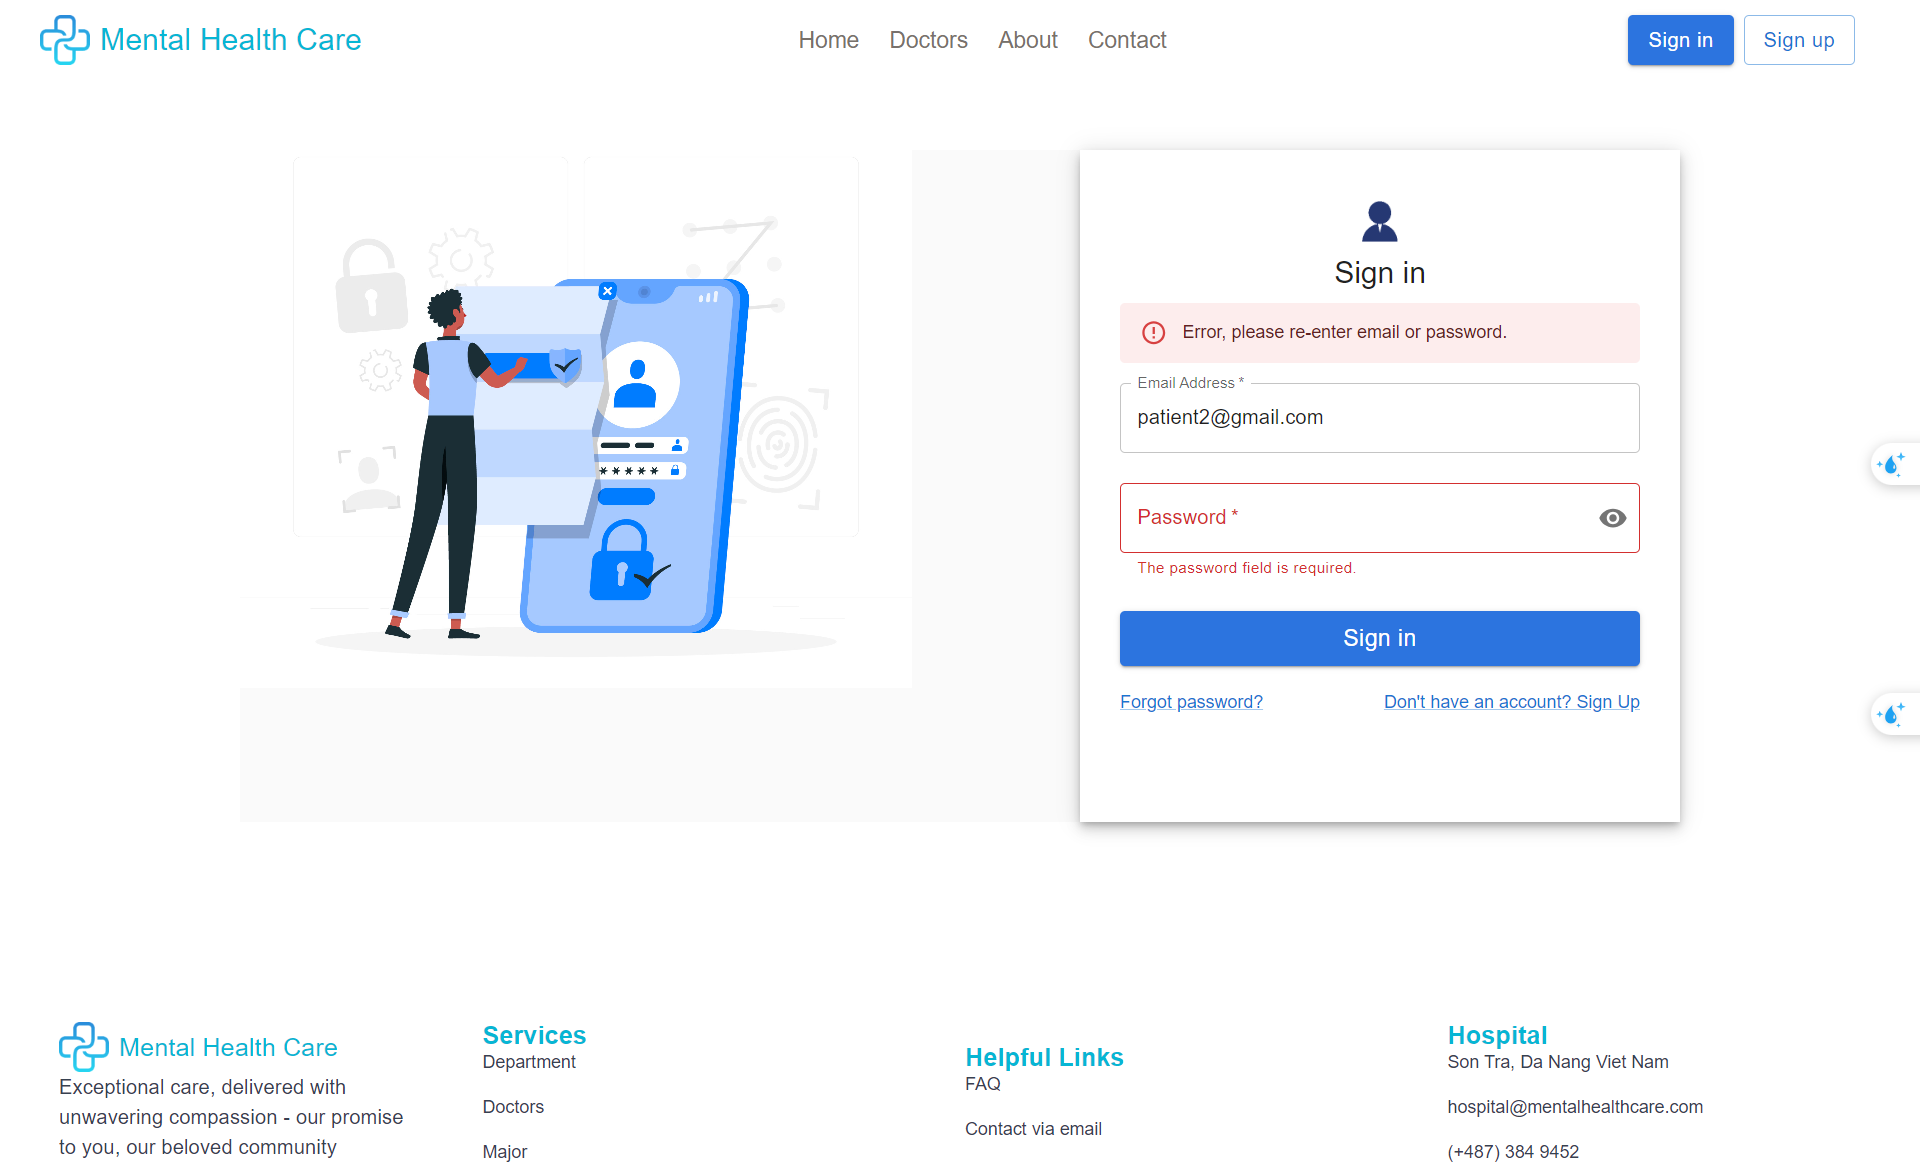 Mental Health Care
Home
Doctors
About
Contact
Sign in
Sign up
Sign in
Error, please re-enter email or password.
Email Address *
patient2@gmail.com
Password *
The password field is required.
Sign in
Forgot password?
Don't have an account? Sign Up
Mental Health Care
Exceptional care, delivered with
unwavering compassion - our promise
to you, our beloved community
Services
Department
Doctors
Major
Helpful Links
FAQ
Contact via email
Hospital
Son Tra, Da Nang Viet Nam
hospital@mentalhealthcare.com
(+487) 384 9452